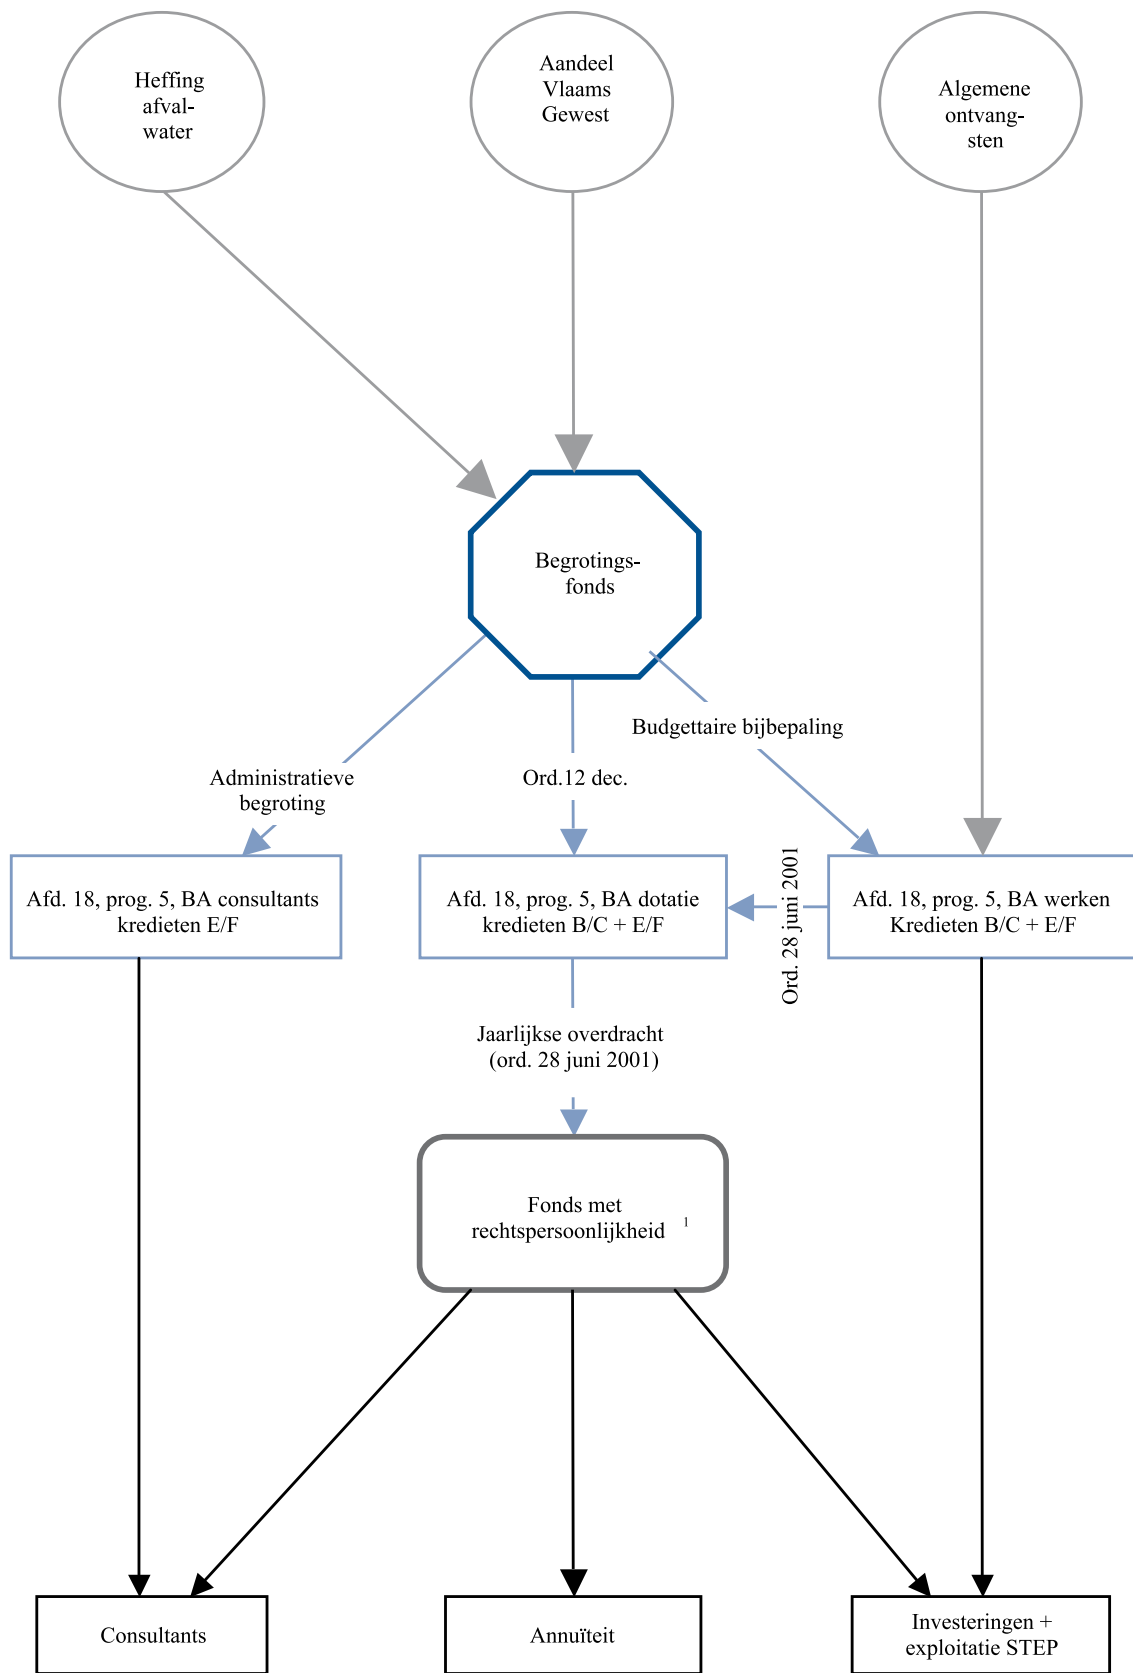 Heffing
afval-
water
Aandeel
Vlaams
Gewest
Algemene
ontvang-
sten
Begrotings-
fonds
Budgettaire bijbepaling
Administratieve
begroting
Ord.12 dec.
Afd. 18, prog. 5, BA consultants
kredieten E/F
Afd. 18, prog. 5, BA dotatie
kredieten B/C + E/F
Ord. 28 juni 2001
Afd. 18, prog. 5, BA werken
Kredieten B/C + E/F
Jaarlijkse overdracht
(ord. 28 juni 2001)
Fonds met
rechtspersoonlijkheid 1
Consultants
Annuïteit
Investeringen +
exploitatie STEP